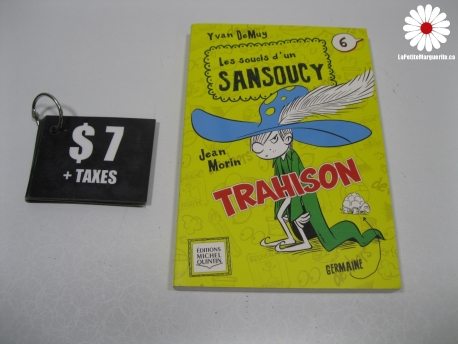 LaPetiteMarguerite.ca
Yvan DeMuy
6
Les soucis d'un
SANSOUCY
$7
+ TAXES
Jean
Morin
TRAHISON
ÉDITIONS
MICHEL
QUINTIN
GERMAINE